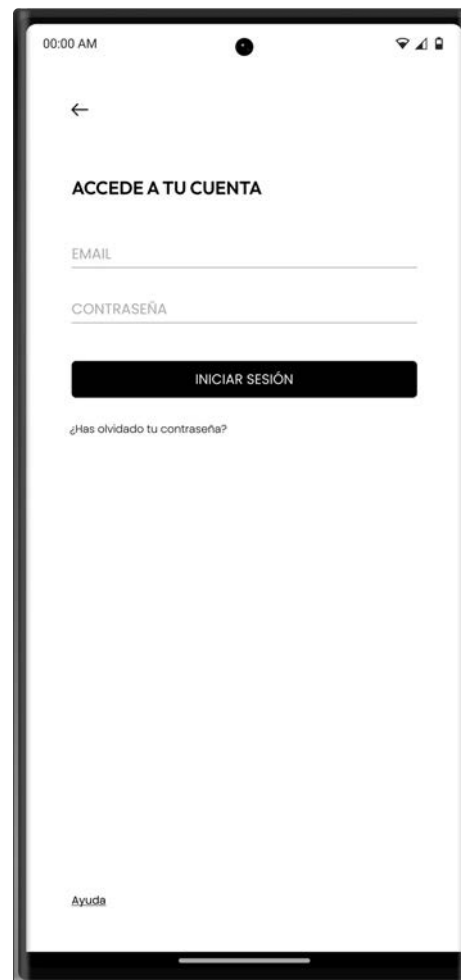 00:00 AM
ACCEDE A TU CUENTA
EMAIL
CONTRASEÑA
INICIAR SESIÓN
¿Has olvidado tu contraseña?
Ayuda